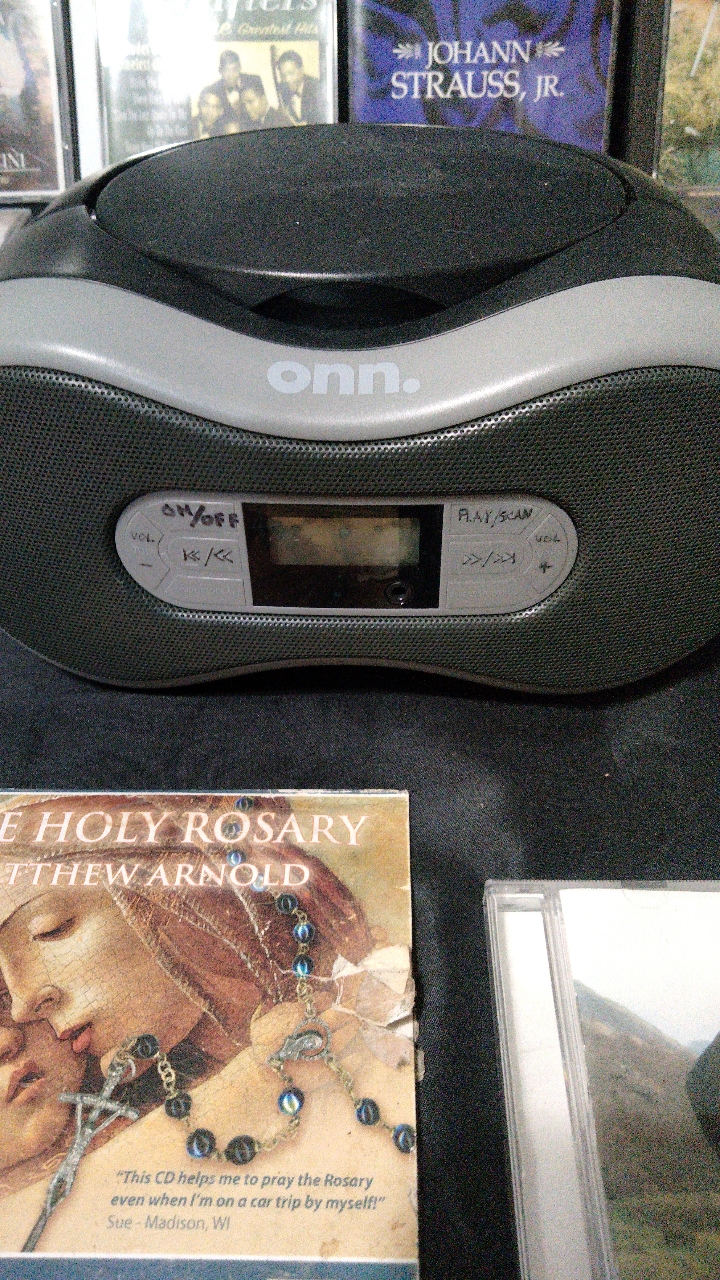 Greatest Hits
JOHANN
STRAUSS, JR.
onn.
ON/OFF
PLAY/SCAN
VOL
VOL
-
+
E HOLY ROSARY
TTHEW ARNOLD
"This CD helps me to pray the Rosary
even when I'm on a car trip by myself!"
Sue - Madison, WI